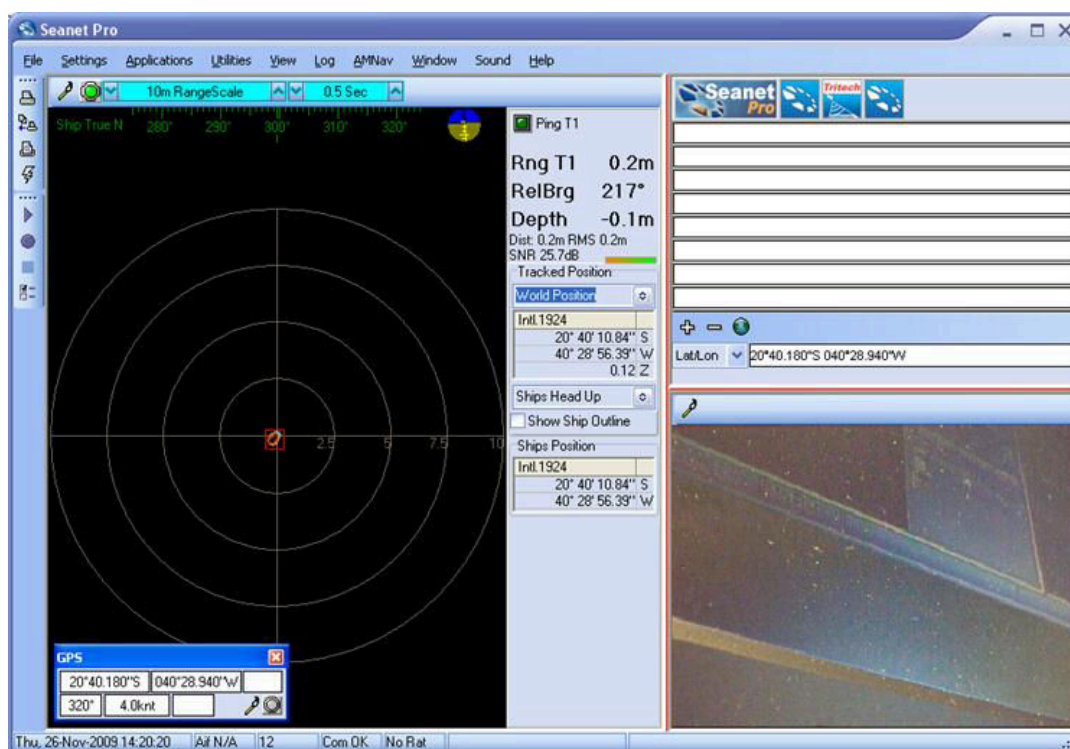 Seanet Pro
File Settings Applications Utilities View Log AMNav Window Sound Help
10m RangeScale 0.5 Sec
Ship True N 280° 290° 300° 310° 320°
2.5 5 7.5 10
Ping T1
Rng T1 0.2m
RelBrg 217°
Depth -0.1m
Dist: 0.2m RMS 0.2m
SNR 25.7dB
Tracked Position
World Position
Intl.1924
20° 40' 10.84" S
40° 28' 56.39" W
0.12 Z
Ships Head Up
Show Ship Outline
Ships Position
Intl.1924
20° 40' 10.84" S
40° 28' 56.39" W
Seanet Pro Tritech
Lat/Lon 20°40.180"S 040°28.940"W
GPS
20°40.180"S 040°28.940"W
320° 4.0knt
Thu, 26-Nov-2009 14:20:20 Aif N/A 12 Com OK No Rat